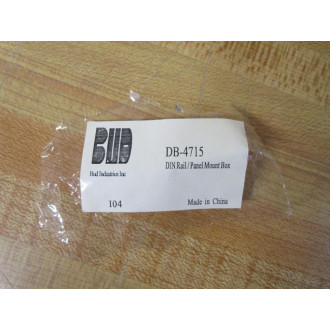 BUD
Bud Industries Inc
DB-4715
DIN Rail / Panel Mount Box
104
Made in China